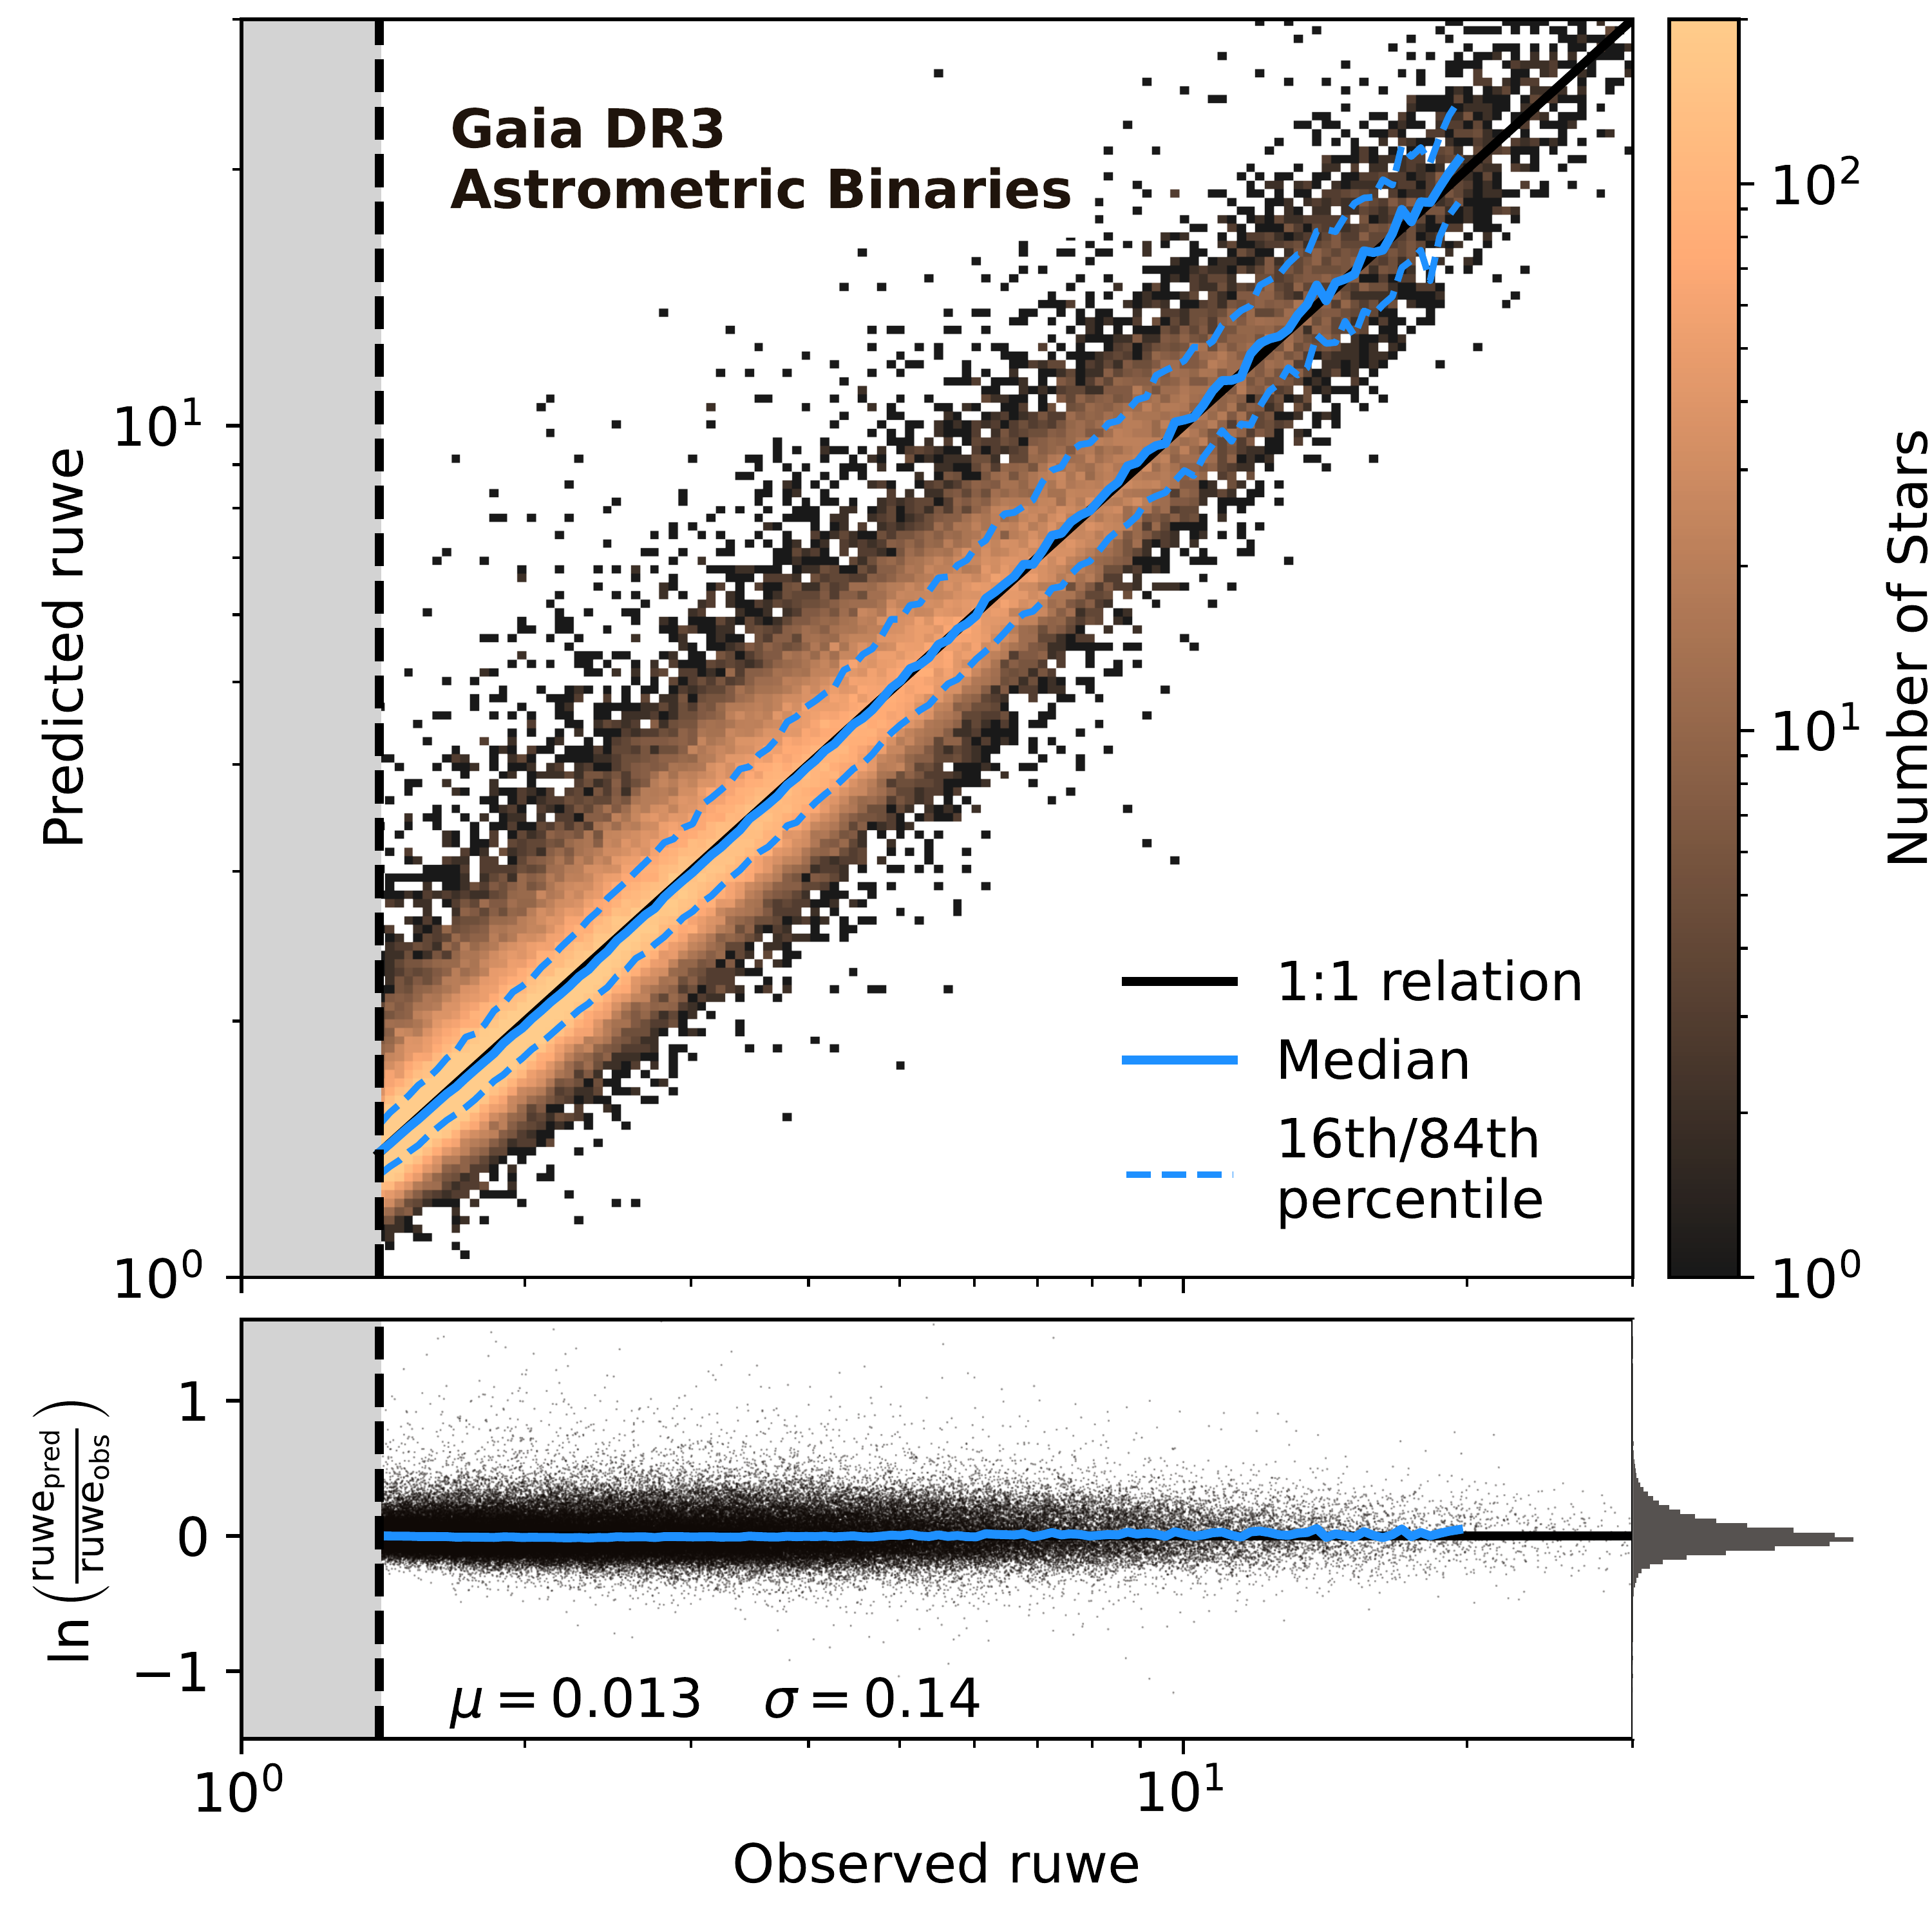 Gaia DR3
Astrometric Binaries
Predicted ruwe
10^1
10^0
1:1 relation
Median
16th/84th
percentile
10^2
10^1
10^0
Number of Stars
ln (ruwe_pred / ruwe_obs)
1
0
−1
μ = 0.013 σ = 0.14
10^0 10^1
Observed ruwe